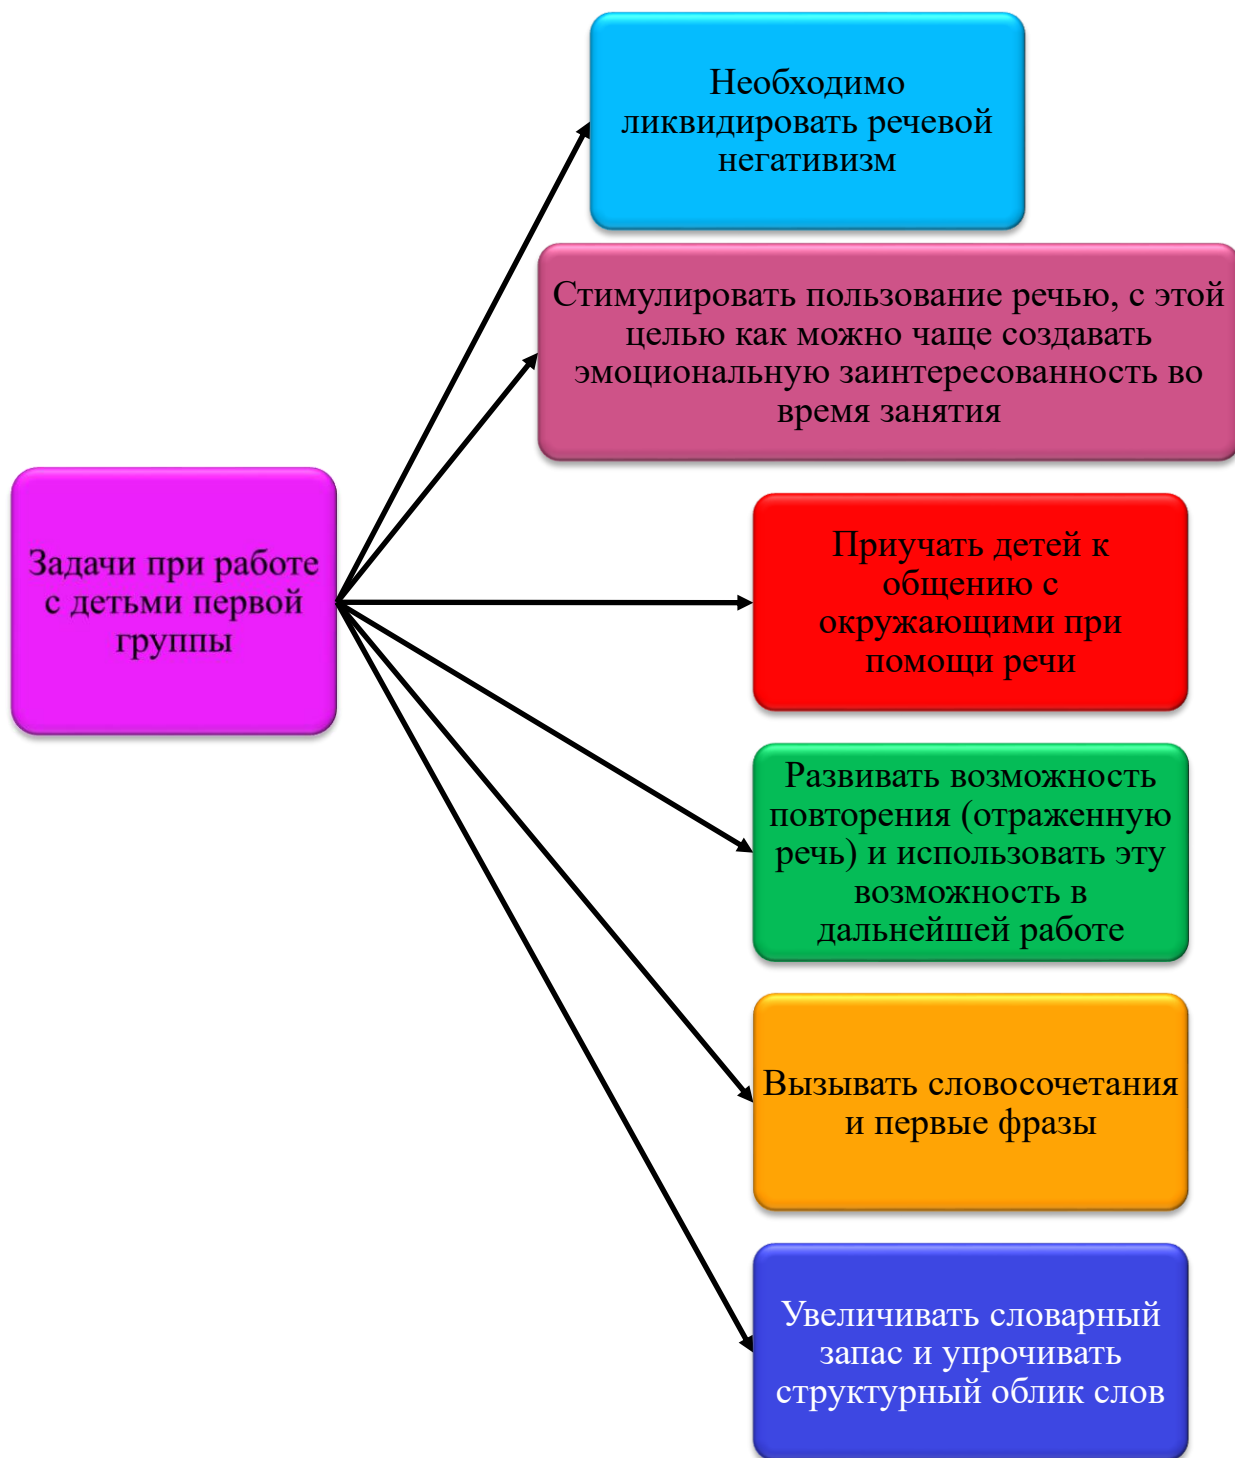 Необходимо
ликвидировать речевой
негативизм
Стимулировать пользование речью, с этой
целью как можно чаще создавать
эмоциональную заинтересованность во
время занятия
Задачи при работе
с детьми первой
группы
Приучать детей к
общению с
окружающими при
помощи речи
Развивать возможность
повторения (отраженную
речь) и использовать эту
возможность в
дальнейшей работе
Вызывать словосочетания
и первые фразы
Увеличивать словарный
запас и упрочивать
структурный облик слов